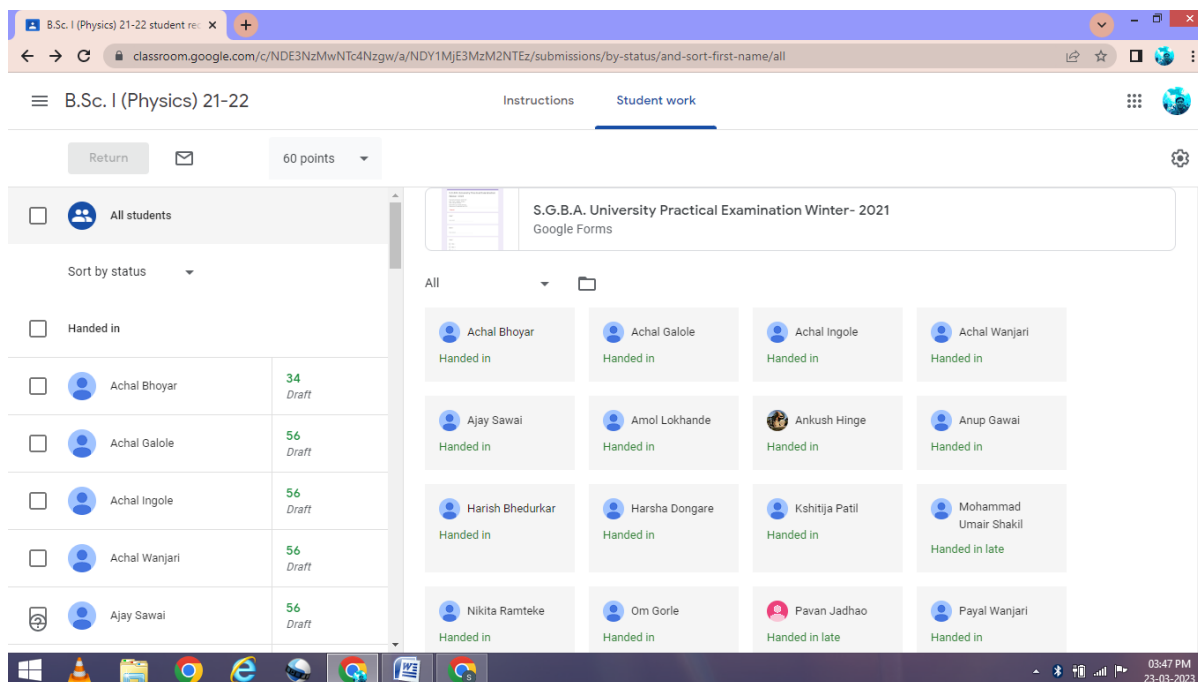 B.Sc. I (Physics) 21-22 student rec
classroom.google.com/c/NDE3NzMwNTc4Nzgw/a/NDY1MjE3MzM2NTEz/submissions/by-status/and-sort-first-name/all
B.Sc. I (Physics) 21-22
Instructions
Student work
Return
60 points
All students
Sort by status
Handed in
Achal Bhoyar
34
Draft
Achal Galole
56
Draft
Achal Ingole
56
Draft
Achal Wanjari
56
Draft
Ajay Sawai
56
Draft
S.G.B.A. University Practical Examination Winter- 2021
Google Forms
All
Achal Bhoyar
Handed in
Achal Galole
Handed in
Achal Ingole
Handed in
Achal Wanjari
Handed in
Ajay Sawai
Handed in
Amol Lokhande
Handed in
Ankush Hinge
Handed in
Anup Gawai
Handed in
Harish Bhedurkar
Handed in
Harsha Dongare
Handed in
Kshitija Patil
Handed in
Mohammad
Umair Shakil
Handed in late
Nikita Ramteke
Handed in
Om Gorle
Handed in
Pavan Jadhao
Handed in late
Payal Wanjari
Handed in
03:47 PM
23-03-2023